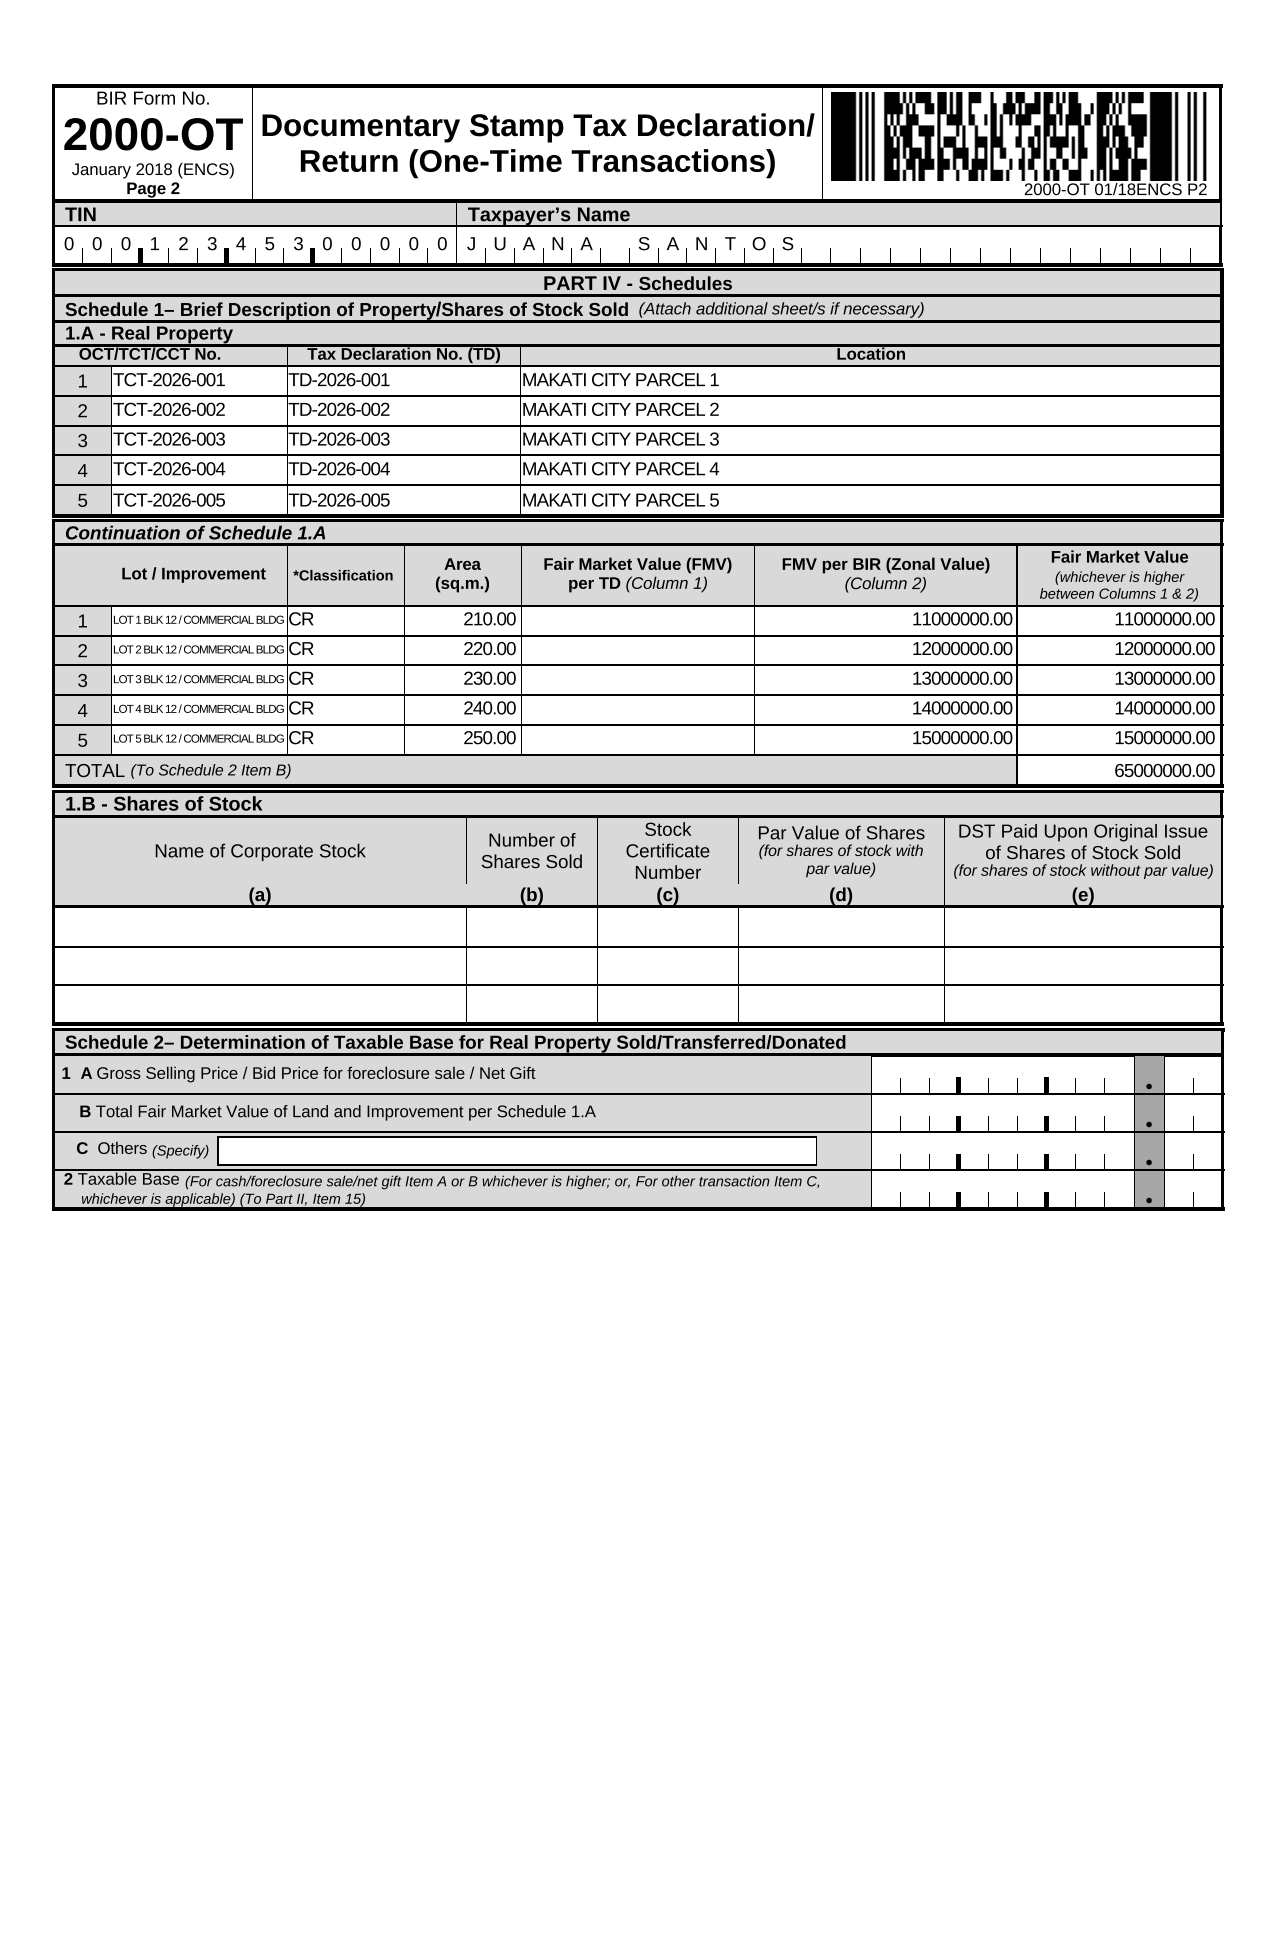 BIR Form No.
2000-OT
January 2018 (ENCS)
Page 2
Documentary Stamp Tax Declaration/
Return (One-Time Transactions)
2000-OT 01/18ENCS P2
TIN Taxpayer’s Name
0 0 0 1 2 3 4 5 3 0 0 0 0 0 J U A N A S A N T O S
PART IV - Schedules
Schedule 1– Brief Description of Property/Shares of Stock Sold (Attach additional sheet/s if necessary)
1.A - Real Property
OCT/TCT/CCT No. Tax Declaration No. (TD) Location
1 TCT-2026-001 TD-2026-001 MAKATI CITY PARCEL 1
2 TCT-2026-002 TD-2026-002 MAKATI CITY PARCEL 2
3 TCT-2026-003 TD-2026-003 MAKATI CITY PARCEL 3
4 TCT-2026-004 TD-2026-004 MAKATI CITY PARCEL 4
5 TCT-2026-005 TD-2026-005 MAKATI CITY PARCEL 5
Continuation of Schedule 1.A
Lot / Improvement
*Classification
Area
(sq.m.)
Fair Market Value (FMV)
per TD (Column 1)
FMV per BIR (Zonal Value)
(Column 2)
Fair Market Value
(whichever is higher
between Columns 1 & 2)
1 LOT 1 BLK 12 / COMMERCIAL BLDG CR 210.00 11000000.00 11000000.00
2 LOT 2 BLK 12 / COMMERCIAL BLDG CR 220.00 12000000.00 12000000.00
3 LOT 3 BLK 12 / COMMERCIAL BLDG CR 230.00 13000000.00 13000000.00
4 LOT 4 BLK 12 / COMMERCIAL BLDG CR 240.00 14000000.00 14000000.00
5 LOT 5 BLK 12 / COMMERCIAL BLDG CR 250.00 15000000.00 15000000.00
TOTAL (To Schedule 2 Item B) 65000000.00
1.B - Shares of Stock
Name of Corporate Stock
Number of
Shares Sold
Stock
Certificate
Number
Par Value of Shares
(for shares of stock with
par value)
DST Paid Upon Original Issue
of Shares of Stock Sold
(for shares of stock without par value)
(a) (b) (c) (d) (e)
Schedule 2– Determination of Taxable Base for Real Property Sold/Transferred/Donated
1 A Gross Selling Price / Bid Price for foreclosure sale / Net Gift
B Total Fair Market Value of Land and Improvement per Schedule 1.A
C Others (Specify)
2 Taxable Base (For cash/foreclosure sale/net gift Item A or B whichever is higher; or, For other transaction Item C,
whichever is applicable) (To Part II, Item 15)